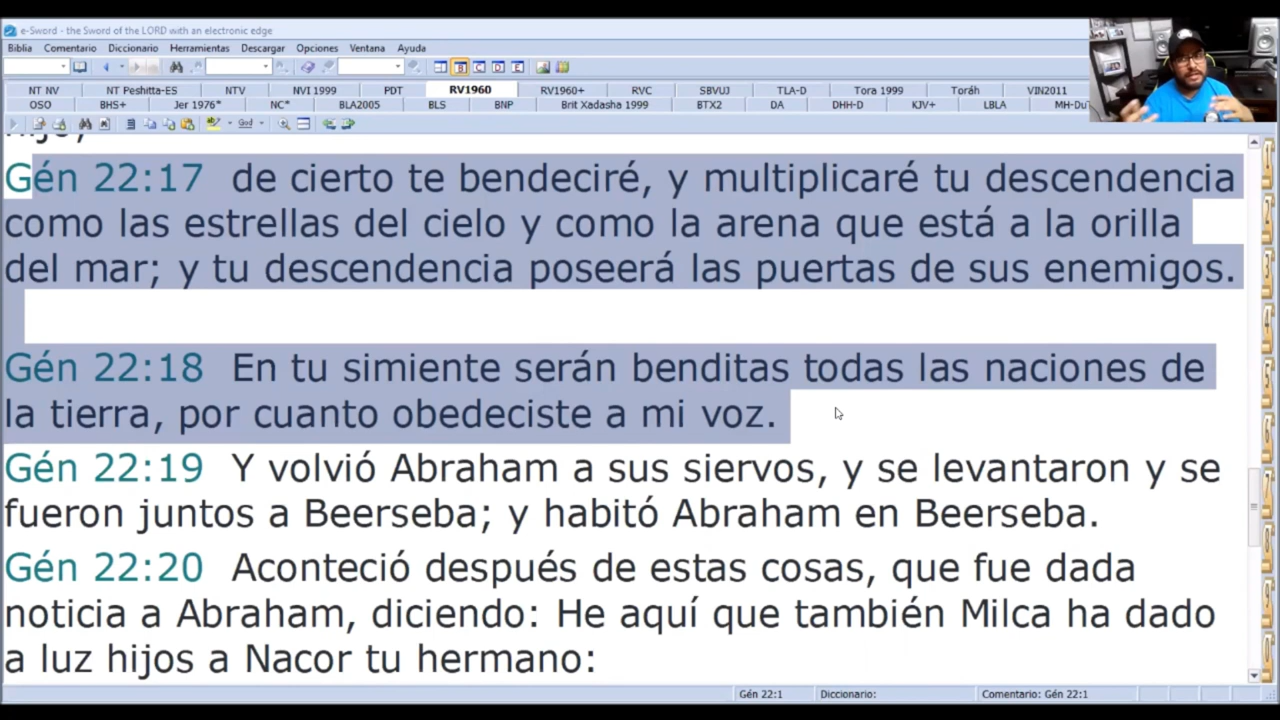 e-Sword - the Sword of the LORD with an electronic edge
Biblia Comentario Diccionario Herramientas Descargar Opciones Ventana Ayuda
NT NV NT Peshitta-ES NTV NVI 1999 PDT RV1960 RV1960+ RVC SBVUJ TLA-D Tora 1999 Toráh VIN2011
OSO BHS+ Jer 1976* NC* BLA2005 BLS BNP Brit Xadasha 1999 BTX2 DA DHH-D KJV+ LBLA MH-DuT
Gén 22:17 de cierto te bendeciré, y multiplicaré tu descendencia
como las estrellas del cielo y como la arena que está a la orilla
del mar; y tu descendencia poseerá las puertas de sus enemigos.
Gén 22:18 En tu simiente serán benditas todas las naciones de
la tierra, por cuanto obedeciste a mi voz.
Gén 22:19 Y volvió Abraham a sus siervos, y se levantaron y se
fueron juntos a Beerseba; y habitó Abraham en Beerseba.
Gén 22:20 Aconteció después de estas cosas, que fue dada
noticia a Abraham, diciendo: He aquí que también Milca ha dado
a luz hijos a Nacor tu hermano:
Gén 22:1 Diccionario: Comentario: Gén 22:1